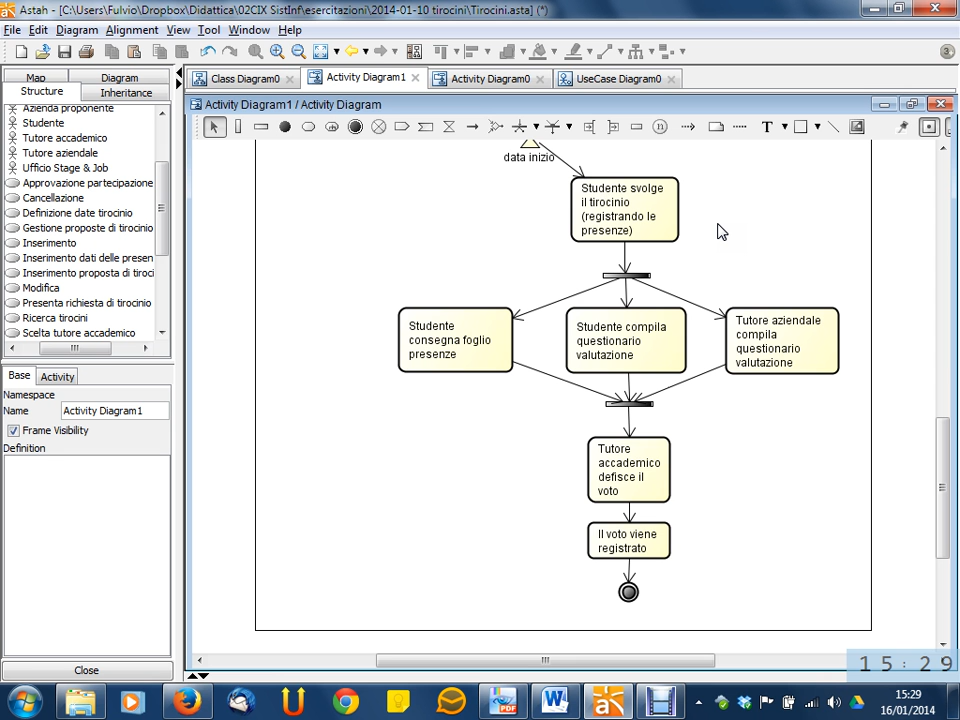 Astah - [C:\Users\Fulvio\Dropbox\Didattica\02CIX SistInf\esercitazioni\2014-01-10 tirocini\Tirocini.asta] (*)
File Edit Diagram Alignment View Tool Window Help
Map Diagram
Structure Inheritance
Class Diagram0 Activity Diagram1 Activity Diagram0 UseCase Diagram0
Activity Diagram1 / Activity Diagram
Azienda proponente
Studente
Tutore accademico
Tutore aziendale
Ufficio Stage & Job
Approvazione partecipazione
Cancellazione
Definizione date tirocinio
Gestione proposte di tirocinio
Inserimento
Inserimento dati delle presen
Inserimento proposta di tiroci
Modifica
Presenta richiesta di tirocinio
Ricerca tirocini
Scelta tutore accademico
Base Activity
Namespace
Name Activity Diagram1
Frame Visibility
Definition
Close
data inizio
Studente svolge
il tirocinio
(registrando le
presenze)
Studente
consegna foglio
presenze
Studente compila
questionario
valutazione
Tutore aziendale
compila
questionario
valutazione
Tutore
accademico
defisce il
voto
Il voto viene
registrato
15:29
15:29
16/01/2014